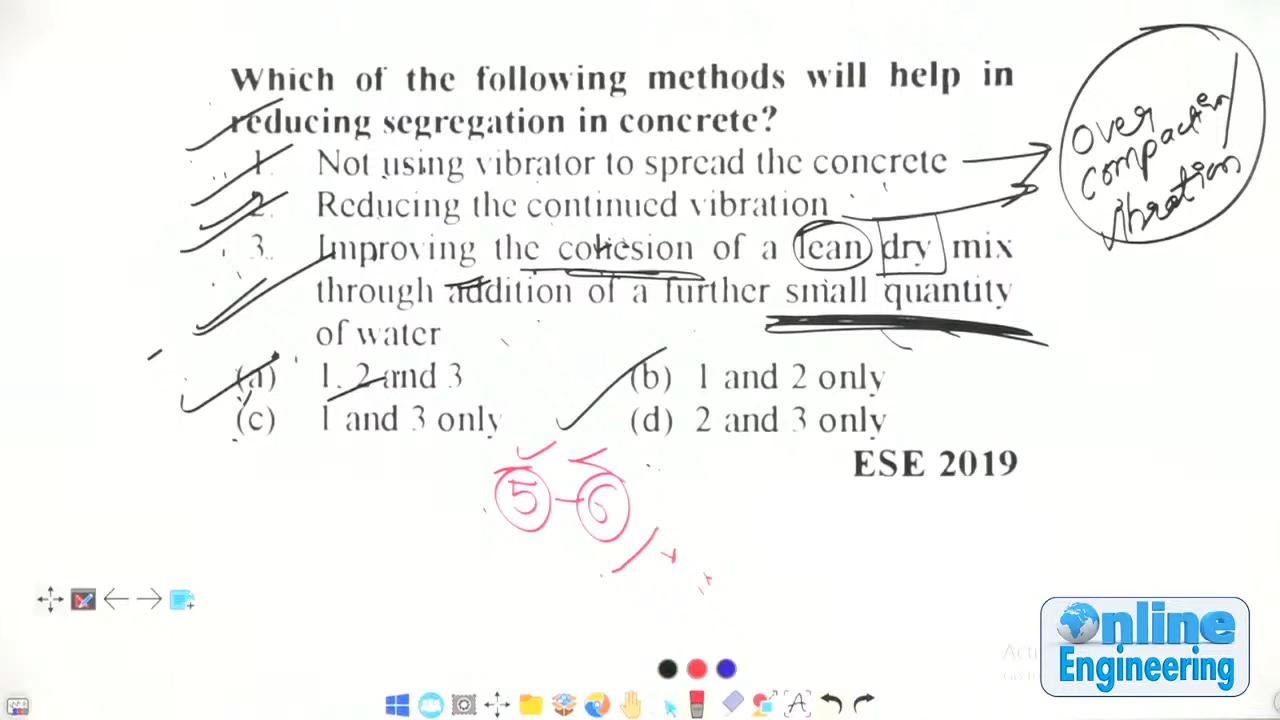 Which of the following methods will help in
reducing segregation in concrete?
1. Not using vibrator to spread the concrete
2. Reducing the continued vibration
3. Improving the cohesion of a lean dry mix
through addition of a further small quantity
of water
(a) 1, 2 and 3 (b) 1 and 2 only
(c) 1 and 3 only (d) 2 and 3 only
ESE 2019
Over
compaction/
vibration
5-6
Online
Engineering